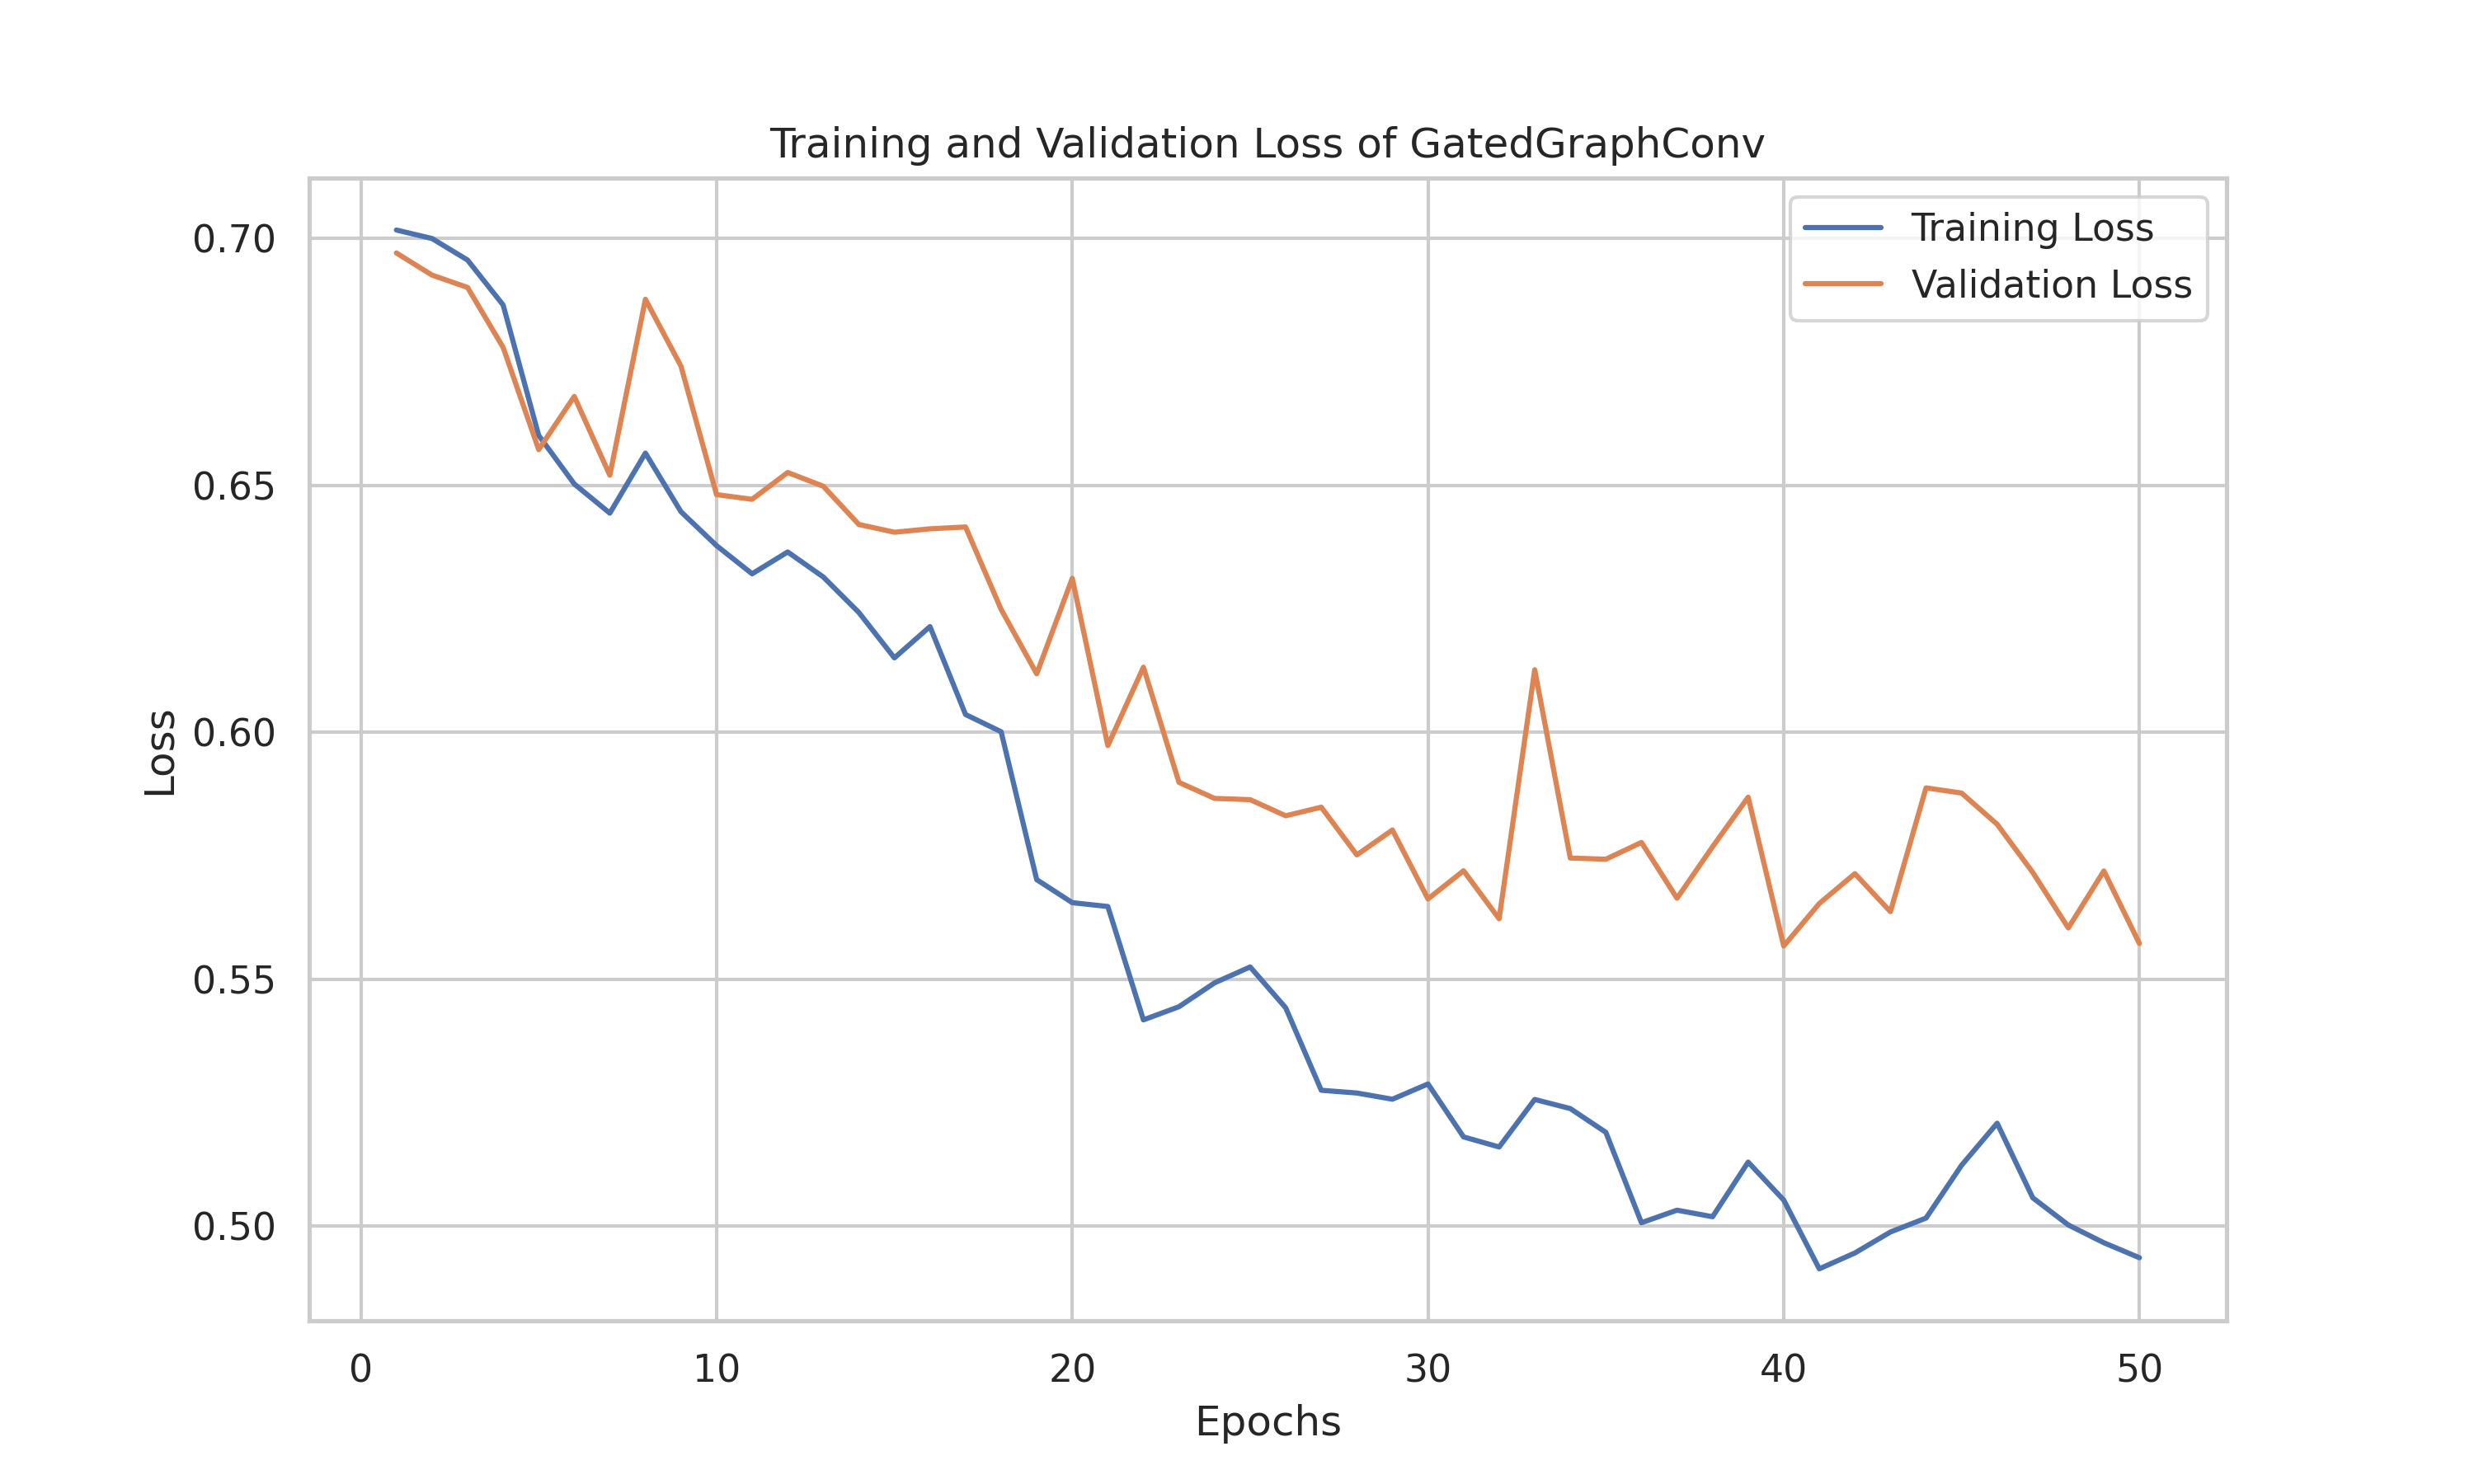 Training and Validation Loss of GatedGraphConv
Training Loss
Validation Loss
0.70
0.65
0.60
0.55
0.50
Loss
0 10 20 30 40 50
Epochs